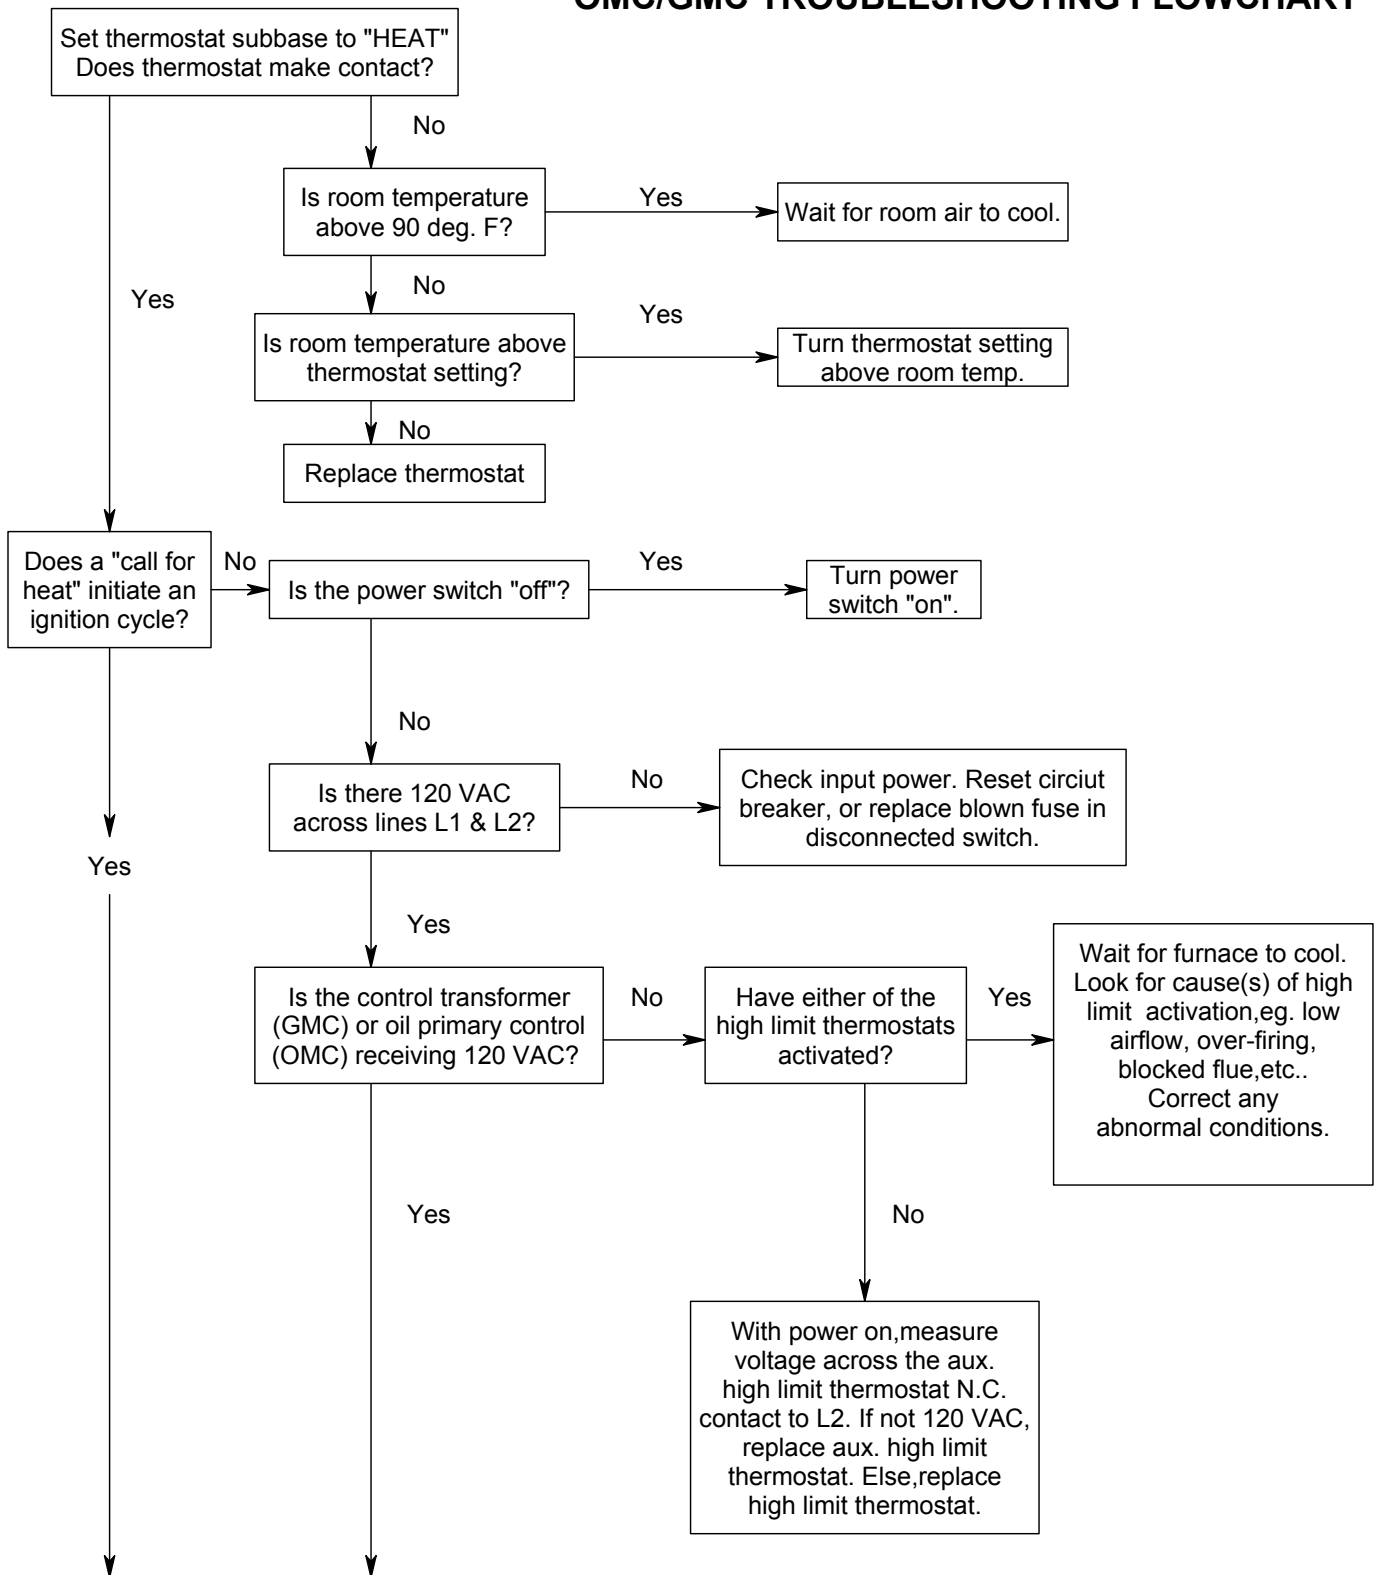 OMC/GMC TROUBLESHOOTING FLOWCHART
Set thermostat subbase to "HEAT"
Does thermostat make contact?
No
Is room temperature
above 90 deg. F?
Yes
Wait for room air to cool.
Yes
No
Is room temperature above
thermostat setting?
Yes
Turn thermostat setting
above room temp.
No
Replace thermostat
Does a "call for
heat" initiate an
ignition cycle?
No
Is the power switch "off"?
Yes
Turn power
switch "on".
No
Is there 120 VAC
across lines L1 & L2?
No
Check input power. Reset circiut
breaker, or replace blown fuse in
disconnected switch.
Yes
Yes
Is the control transformer
(GMC) or oil primary control
(OMC) receiving 120 VAC?
No
Have either of the
high limit thermostats
activated?
Yes
Wait for furnace to cool.
Look for cause(s) of high
limit  activation,eg. low
airflow, over-firing,
blocked flue,etc..
Correct any
abnormal conditions.
Yes
No
With power on,measure
voltage across the aux.
high limit thermostat N.C.
contact to L2. If not 120 VAC,
replace aux. high limit
thermostat. Else,replace
high limit thermostat.